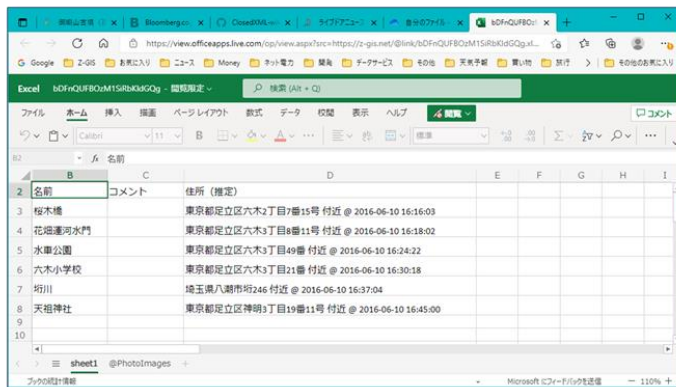 Bloomberg.co
ClosedXML
ライブドアニュー
自分のファイル
bDFnQUFBOzM
https://view.officeapps.live.com/op/view.aspx?src=https://z-gis.net/@link/bDFnQUFBOzM1SiRbKldGQg.xl...
Google Z-GIS お気に入り ニュース Money ネット電力 開発 データサービス その他 天気予報 買い物 旅行 その他のお気に入り
Excel bDFnQUFBOzM1SiRbKldGQg - 閲覧限定 検索 (Alt + Q)
ファイル ホーム 挿入 描画 ページ レイアウト 数式 データ 校閲 表示 ヘルプ 閲覧 コメント
Calibri 11 B A 標準
B2 fx 名前
B C D E F G H I
2 名前 コメント 住所（推定）
3 桜木橋 東京都足立区六木2丁目7番15号 付近 @ 2016-06-10 16:16:03
4 花畑運河水門 東京都足立区六木3丁目8番11号 付近 @ 2016-06-10 16:18:02
5 水車公園 東京都足立区六木3丁目49番 付近 @ 2016-06-10 16:24:22
6 六木小学校 東京都足立区六木3丁目21番 付近 @ 2016-06-10 16:30:18
7 垳川 埼玉県八潮市垳246 付近 @ 2016-06-10 16:37:04
8 天祖神社 東京都足立区神明3丁目19番11号 付近 @ 2016-06-10 16:45:00
9
10
sheet1 @PhotoImages
ブックの統計情報 Microsoft にフィードバックを送信 110%